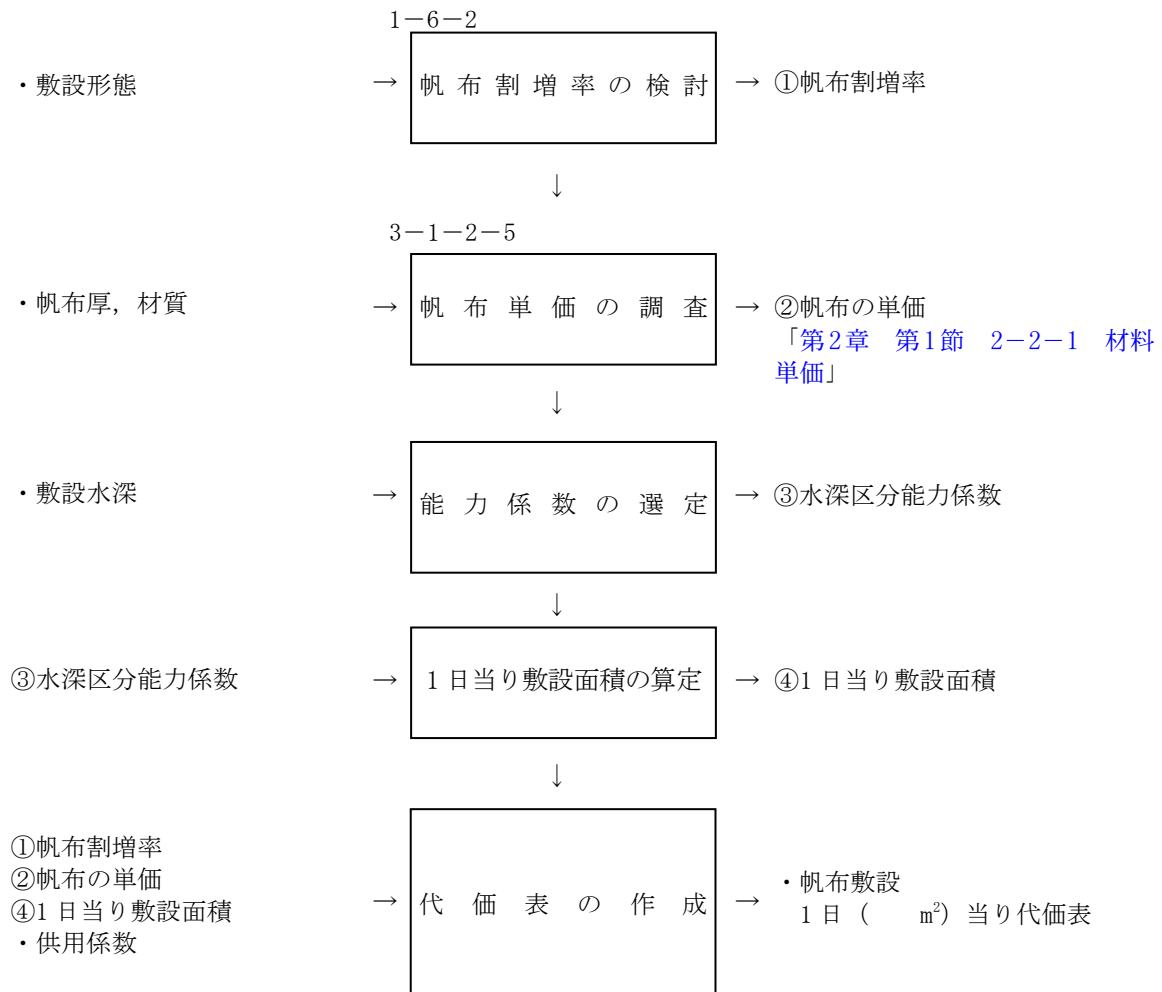 1－6－2
・敷設形態 → 帆布割増率の検討 → ①帆布割増率
↓
3－1－2－5
・帆布厚，材質 → 帆布単価の調査 → ②帆布の単価
「第2章　第1節　2－2－1　材料
単価」
↓
・敷設水深 → 能力係数の選定 → ③水深区分能力係数
↓
③水深区分能力係数 → 1日当り敷設面積の算定 → ④1日当り敷設面積
↓
①帆布割増率
②帆布の単価
④1日当り敷設面積
・供用係数
→ 代価表の作成 →
・帆布敷設
1日（　　m²）当り代価表